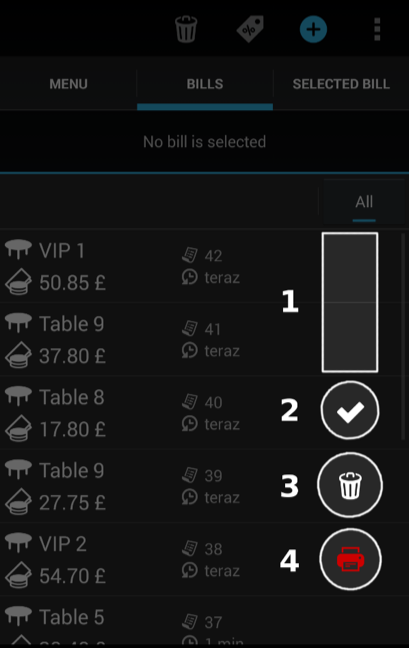 %
MENU BILLS SELECTED BILL
No bill is selected
All
VIP 1 42
50.85 £ teraz
1
Table 9 41
37.80 £ teraz
Table 8 40
2
17.80 £ teraz
Table 9 39
3
27.75 £ teraz
VIP 2 38
4
54.70 £ teraz
Table 5 37
1 min